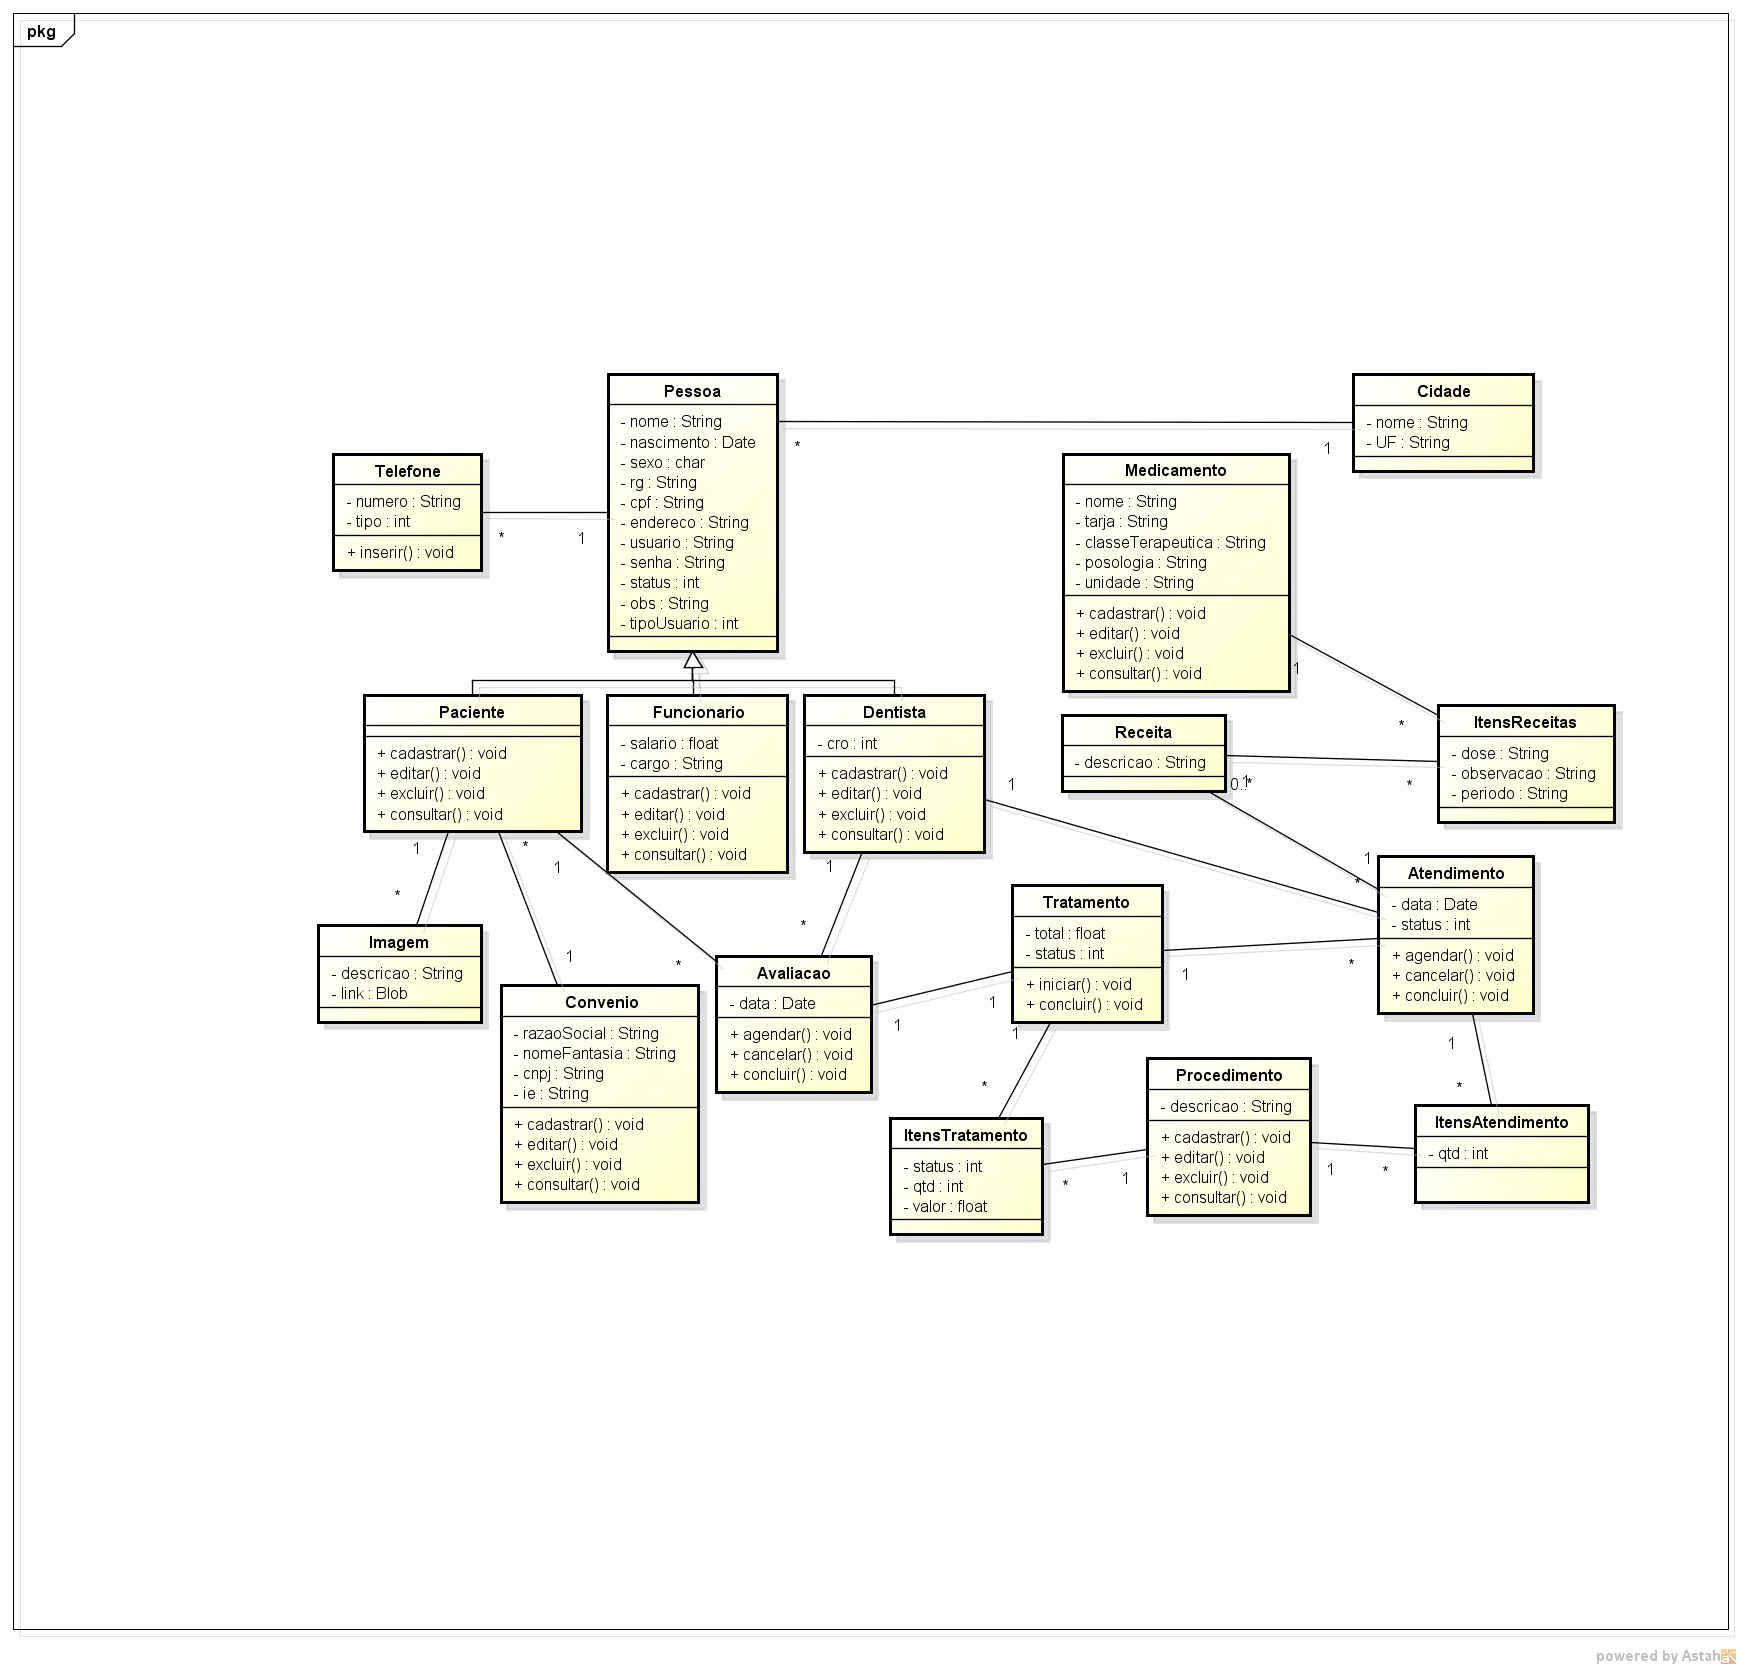 pkg
Pessoa
- nome : String
- nascimento : Date
- sexo : char
- rg : String
- cpf : String
- endereco : String
- usuario : String
- senha : String
- status : int
- obs : String
- tipoUsuario : int
*
1
Cidade
- nome : String
- UF : String
Telefone
- numero : String
- tipo : int
+ inserir() : void
*
1
Medicamento
- nome : String
- tarja : String
- classeTerapeutica : String
- posologia : String
- unidade : String
+ cadastrar() : void
+ editar() : void
+ excluir() : void
+ consultar() : void
1
*
Paciente
+ cadastrar() : void
+ editar() : void
+ excluir() : void
+ consultar() : void
Funcionario
- salario : float
- cargo : String
+ cadastrar() : void
+ editar() : void
+ excluir() : void
+ consultar() : void
Dentista
- cro : int
+ cadastrar() : void
+ editar() : void
+ excluir() : void
+ consultar() : void
1
Receita
- descricao : String
0..*
1
*
ItensReceitas
- dose : String
- observacao : String
- periodo : String
1
*
*
1
1
*
1
*
*
1
Atendimento
- data : Date
- status : int
+ agendar() : void
+ cancelar() : void
+ concluir() : void
Tratamento
- total : float
- status : int
+ iniciar() : void
+ concluir() : void
1
*
Imagem
- descricao : String
- link : Blob
Convenio
- razaoSocial : String
- nomeFantasia : String
- cnpj : String
- ie : String
+ cadastrar() : void
+ editar() : void
+ excluir() : void
+ consultar() : void
Avaliacao
- data : Date
+ agendar() : void
+ cancelar() : void
+ concluir() : void
1
1
1
*
1
*
Procedimento
- descricao : String
+ cadastrar() : void
+ editar() : void
+ excluir() : void
+ consultar() : void
ItensAtendimento
- qtd : int
ItensTratamento
- status : int
- qtd : int
- valor : float
*
1
1
*
powered by Astah